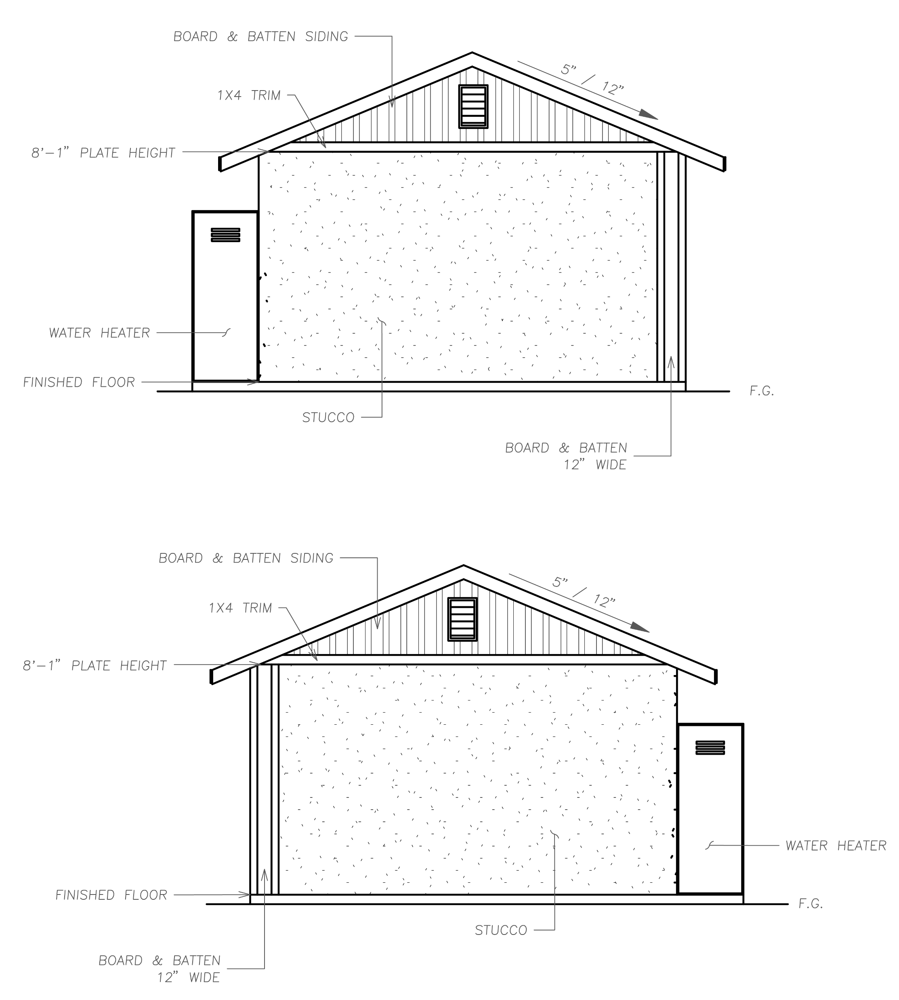 BOARD & BATTEN SIDING
5” / 12”
1X4 TRIM
8’-1” PLATE HEIGHT
WATER HEATER
FINISHED FLOOR
F.G.
STUCCO
BOARD & BATTEN
12” WIDE
BOARD & BATTEN SIDING
5” / 12”
1X4 TRIM
8’-1” PLATE HEIGHT
WATER HEATER
FINISHED FLOOR
F.G.
STUCCO
BOARD & BATTEN
12” WIDE